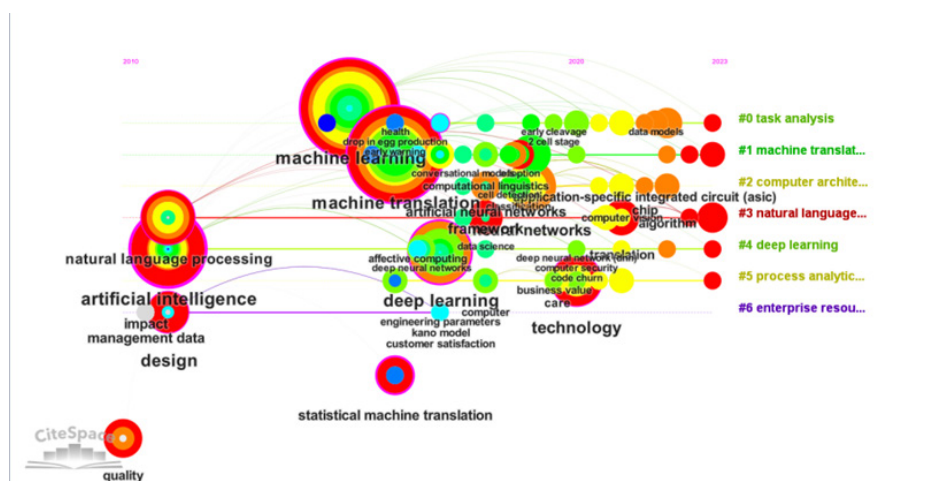 2010
2020
2023
#0 task analysis
health
early cleavage
data models
drop in egg production
2 cell stage
early warning
#1 machine translat...
machine learning
conversational models
computational linguistics
#2 computer archite...
cell detection
application-specific integrated circuit (asic)
machine translation
classification
artificial neural networks
chip
#3 natural language...
computer vision
algorithm
framework
neural networks
data science
#4 deep learning
natural language processing
affective computing
translation
deep neural networks
computer security
code churn
#5 process analytic...
business value
artificial intelligence
deep learning
care
computer
#6 enterprise resou...
impact
engineering parameters
technology
management data
kano model
customer satisfaction
design
statistical machine translation
CiteSpace
quality